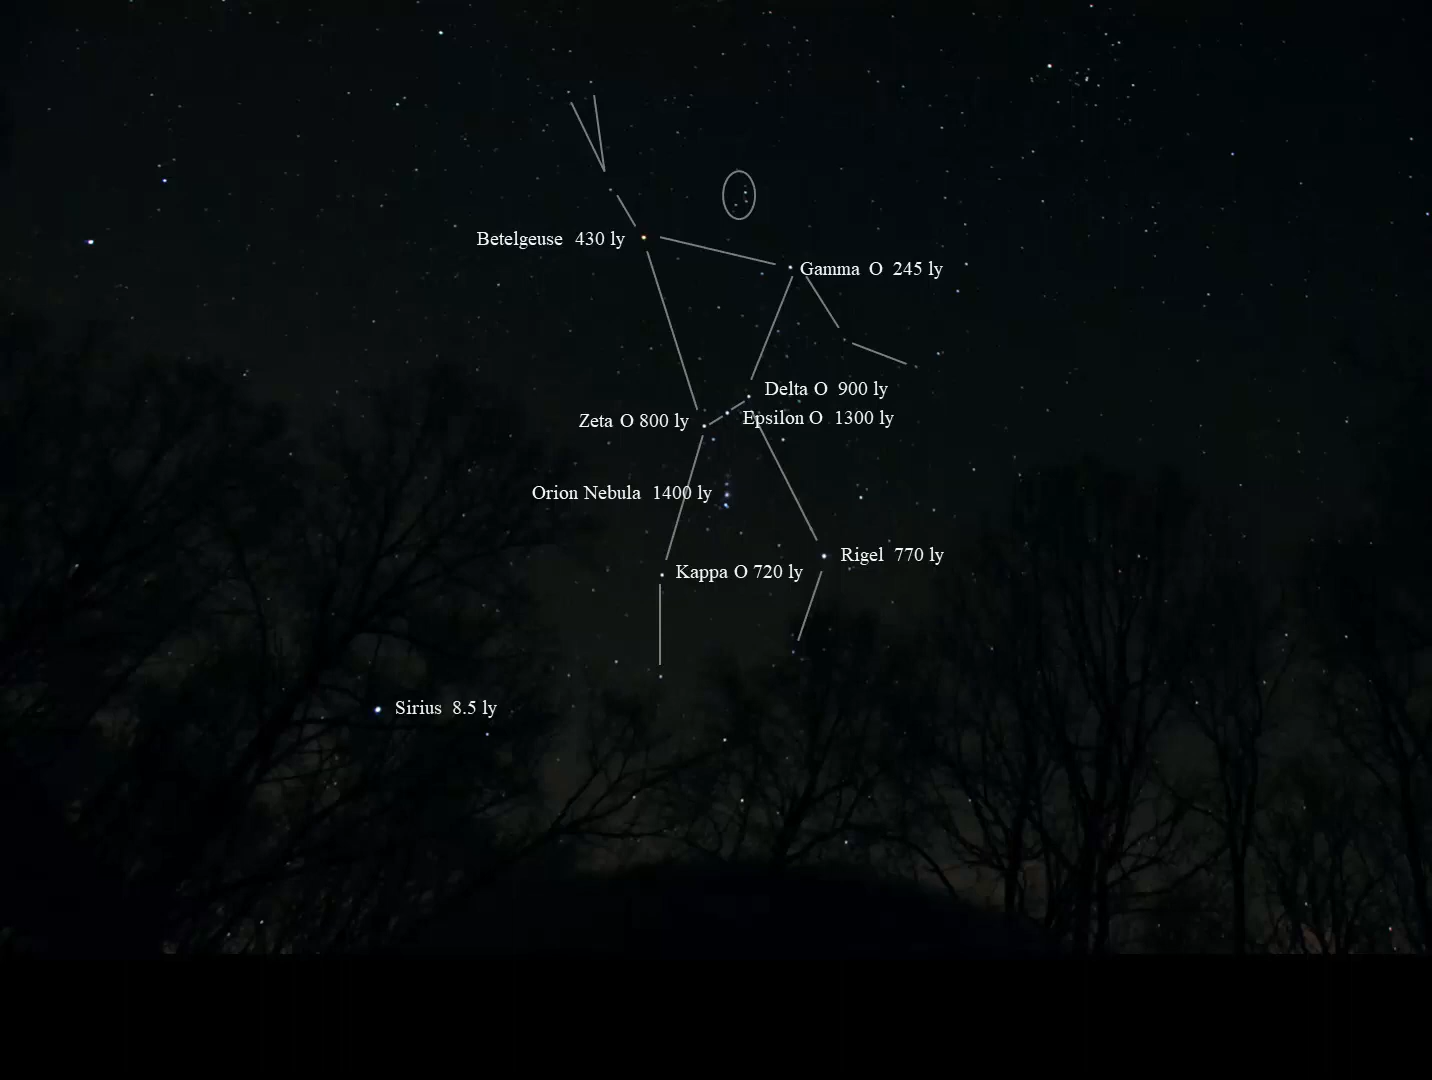 Betelgeuse 430 ly
Gamma O 245 ly
Delta O 900 ly
Zeta O 800 ly
Epsilon O 1300 ly
Orion Nebula 1400 ly
Rigel 770 ly
Kappa O 720 ly
Sirius 8.5 ly